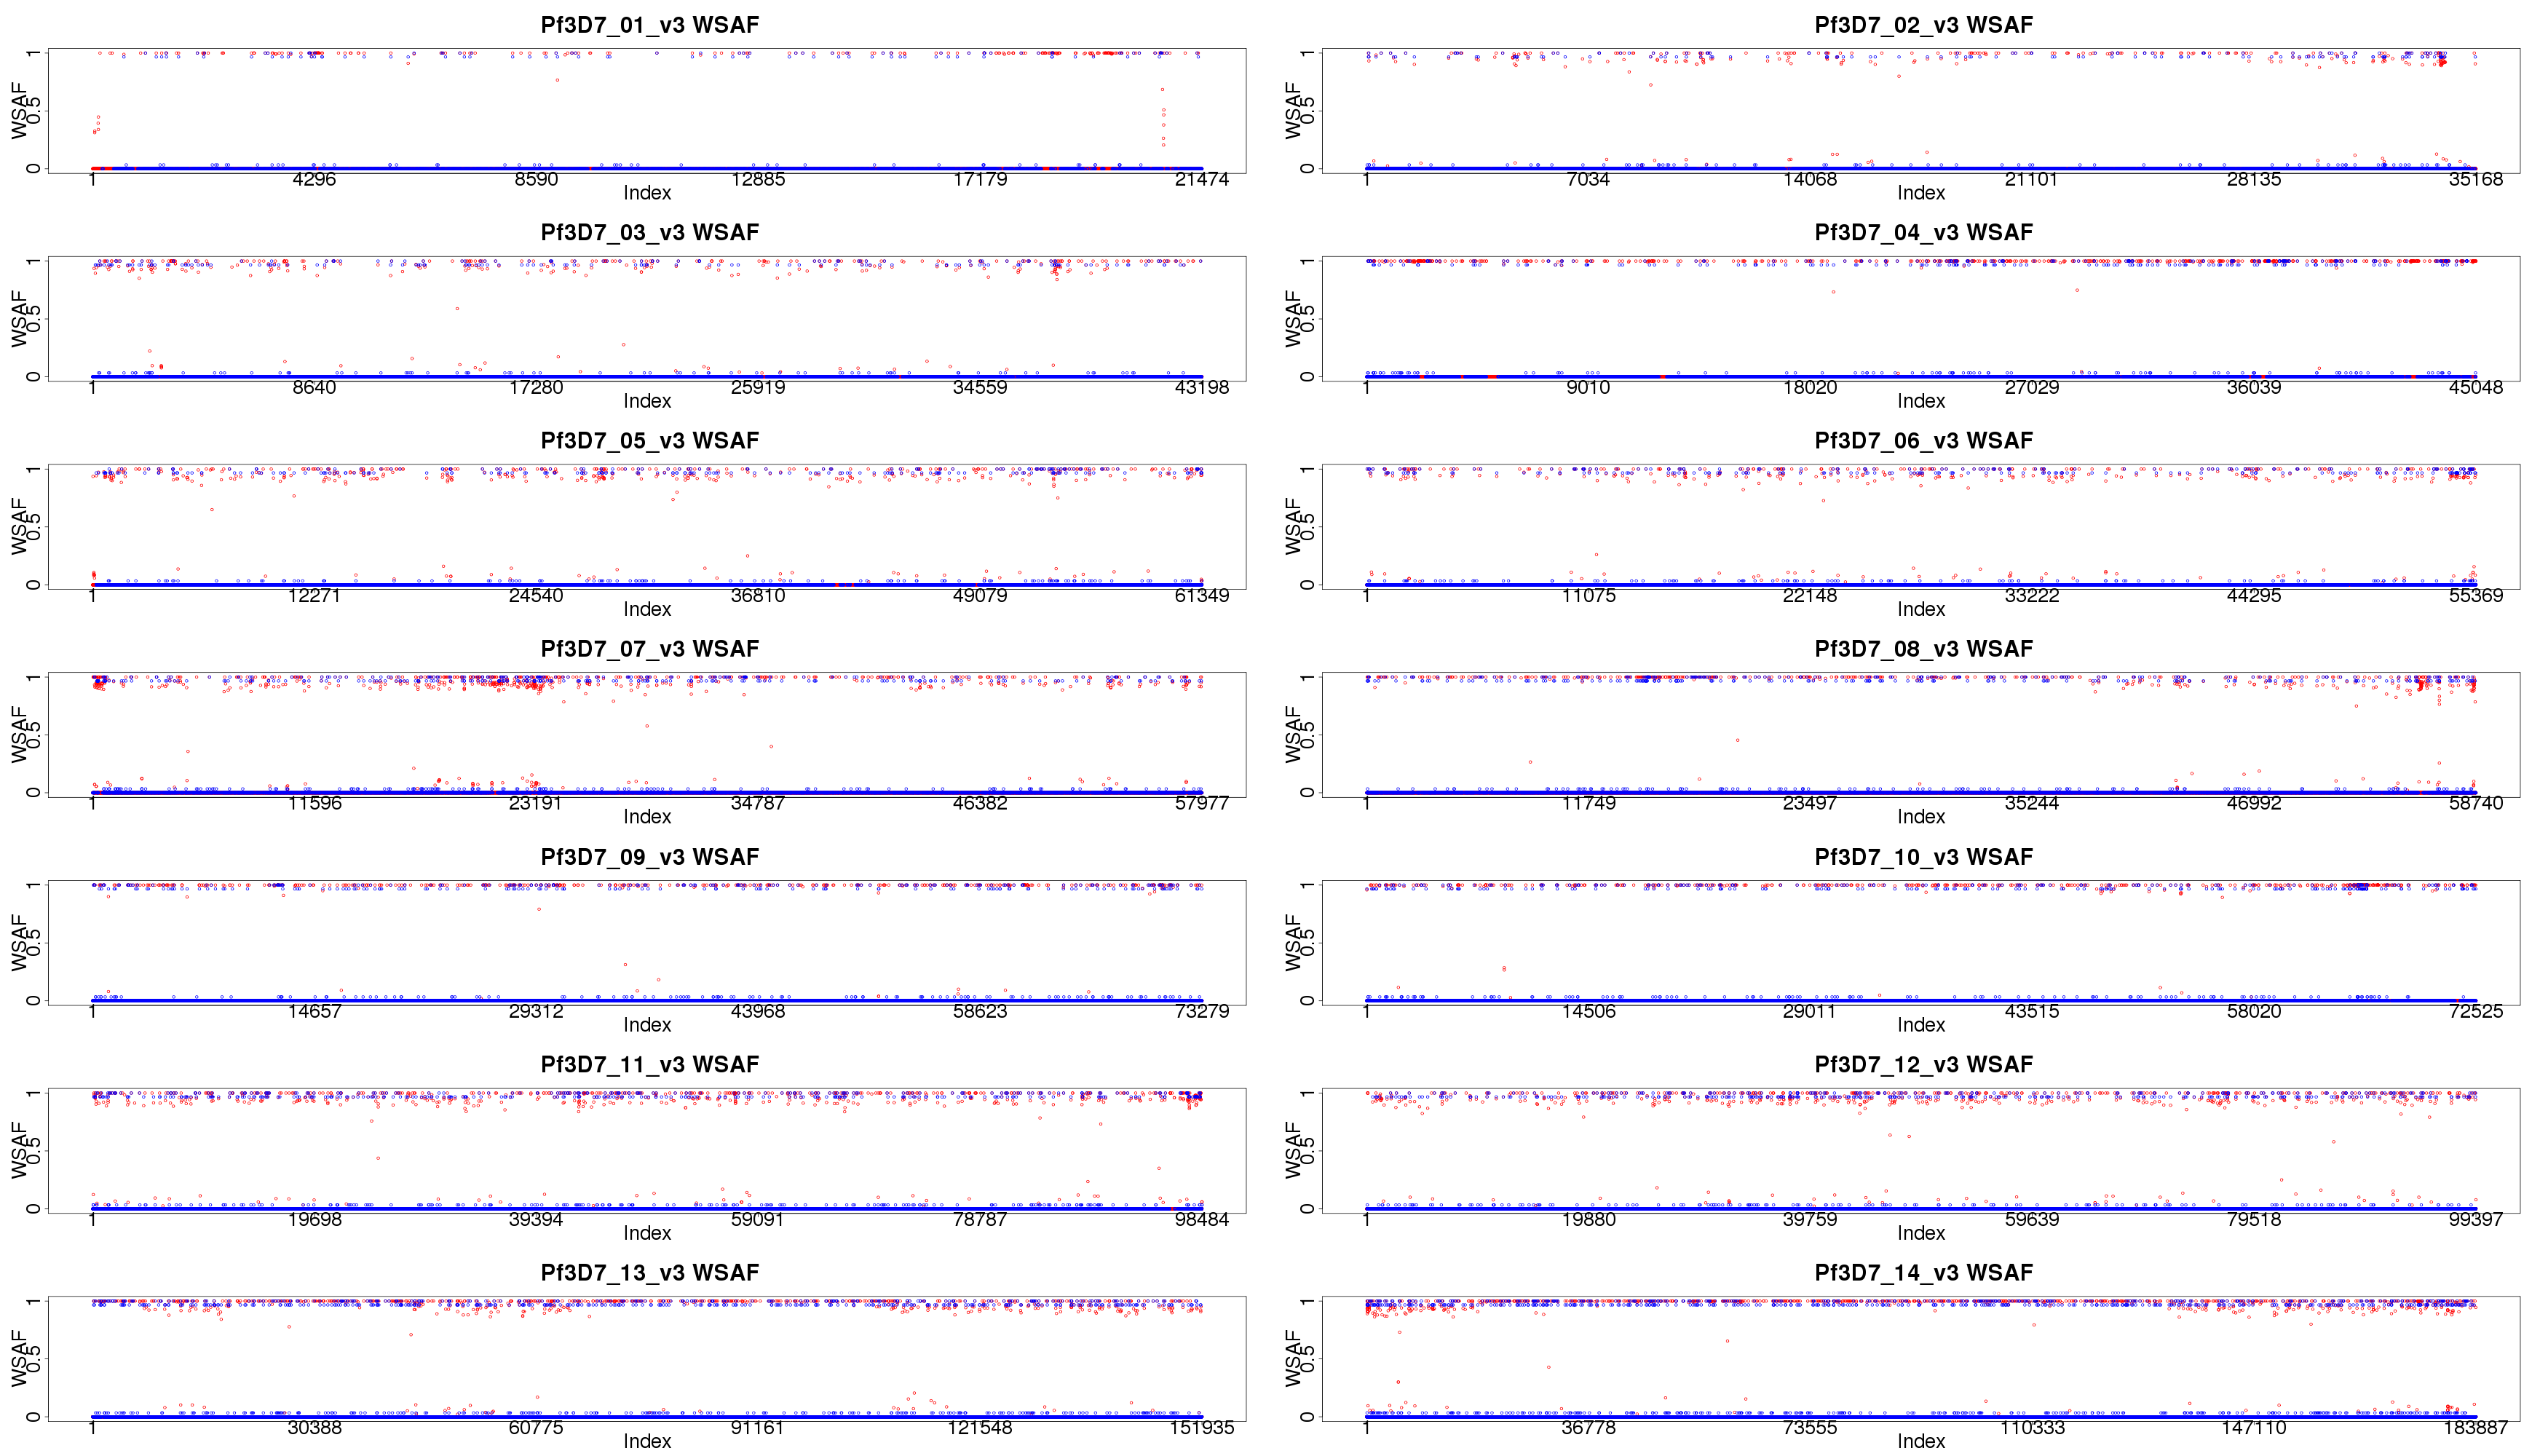 Pf3D7_01_v3 WSAF
WSAF
0 0.5 1
1 4296 8590 12885 17179 21474
Index
Pf3D7_02_v3 WSAF
WSAF
0 0.5 1
1 7034 14068 21101 28135 35168
Index
Pf3D7_03_v3 WSAF
WSAF
0 0.5 1
1 8640 17280 25919 34559 43198
Index
Pf3D7_04_v3 WSAF
WSAF
0 0.5 1
1 9010 18020 27029 36039 45048
Index
Pf3D7_05_v3 WSAF
WSAF
0 0.5 1
1 12271 24540 36810 49079 61349
Index
Pf3D7_06_v3 WSAF
WSAF
0 0.5 1
1 11075 22148 33222 44295 55369
Index
Pf3D7_07_v3 WSAF
WSAF
0 0.5 1
1 11596 23191 34787 46382 57977
Index
Pf3D7_08_v3 WSAF
WSAF
0 0.5 1
1 11749 23497 35244 46992 58740
Index
Pf3D7_09_v3 WSAF
WSAF
0 0.5 1
1 14657 29312 43968 58623 73279
Index
Pf3D7_10_v3 WSAF
WSAF
0 0.5 1
1 14506 29011 43515 58020 72525
Index
Pf3D7_11_v3 WSAF
WSAF
0 0.5 1
1 19698 39394 59091 78787 98484
Index
Pf3D7_12_v3 WSAF
WSAF
0 0.5 1
1 19880 39759 59639 79518 99397
Index
Pf3D7_13_v3 WSAF
WSAF
0 0.5 1
1 30388 60775 91161 121548 151935
Index
Pf3D7_14_v3 WSAF
WSAF
0 0.5 1
1 36778 73555 110333 147110 183887
Index